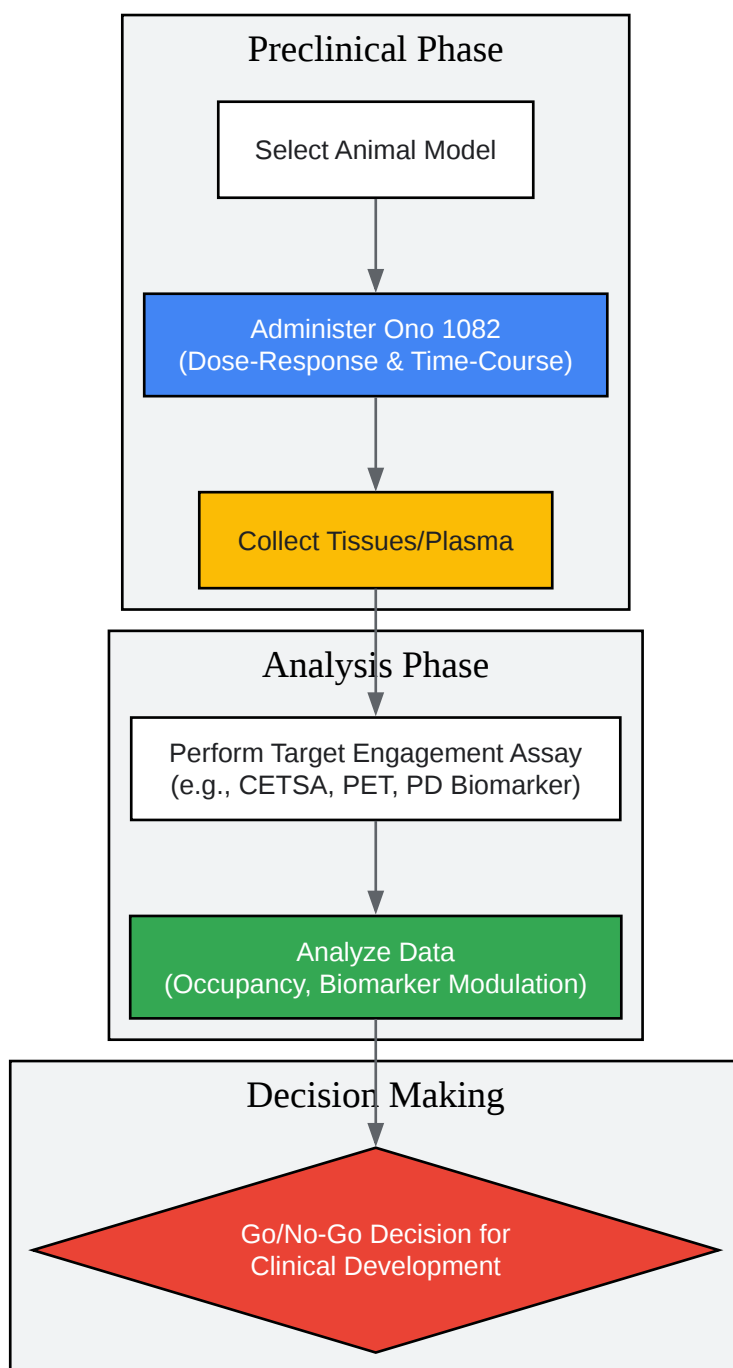 Preclinical Phase
Select Animal Model
Administer Ono 1082
(Dose-Response & Time-Course)
Collect Tissues/Plasma
Analysis Phase
Perform Target Engagement Assay
(e.g., CETSA, PET, PD Biomarker)
Analyze Data
(Occupancy, Biomarker Modulation)
Decision Making
Go/No-Go Decision for
Clinical Development